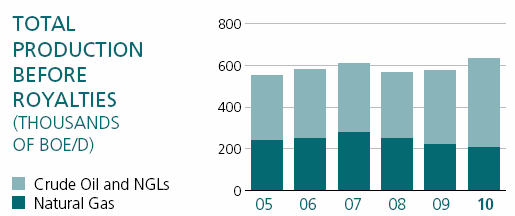 TOTAL
PRODUCTION
BEFORE
ROYALTIES
(THOUSANDS
OF BOE/D)
Crude Oil and NGLs
Natural Gas
800
600
400
200
0
05 06 07 08 09 10